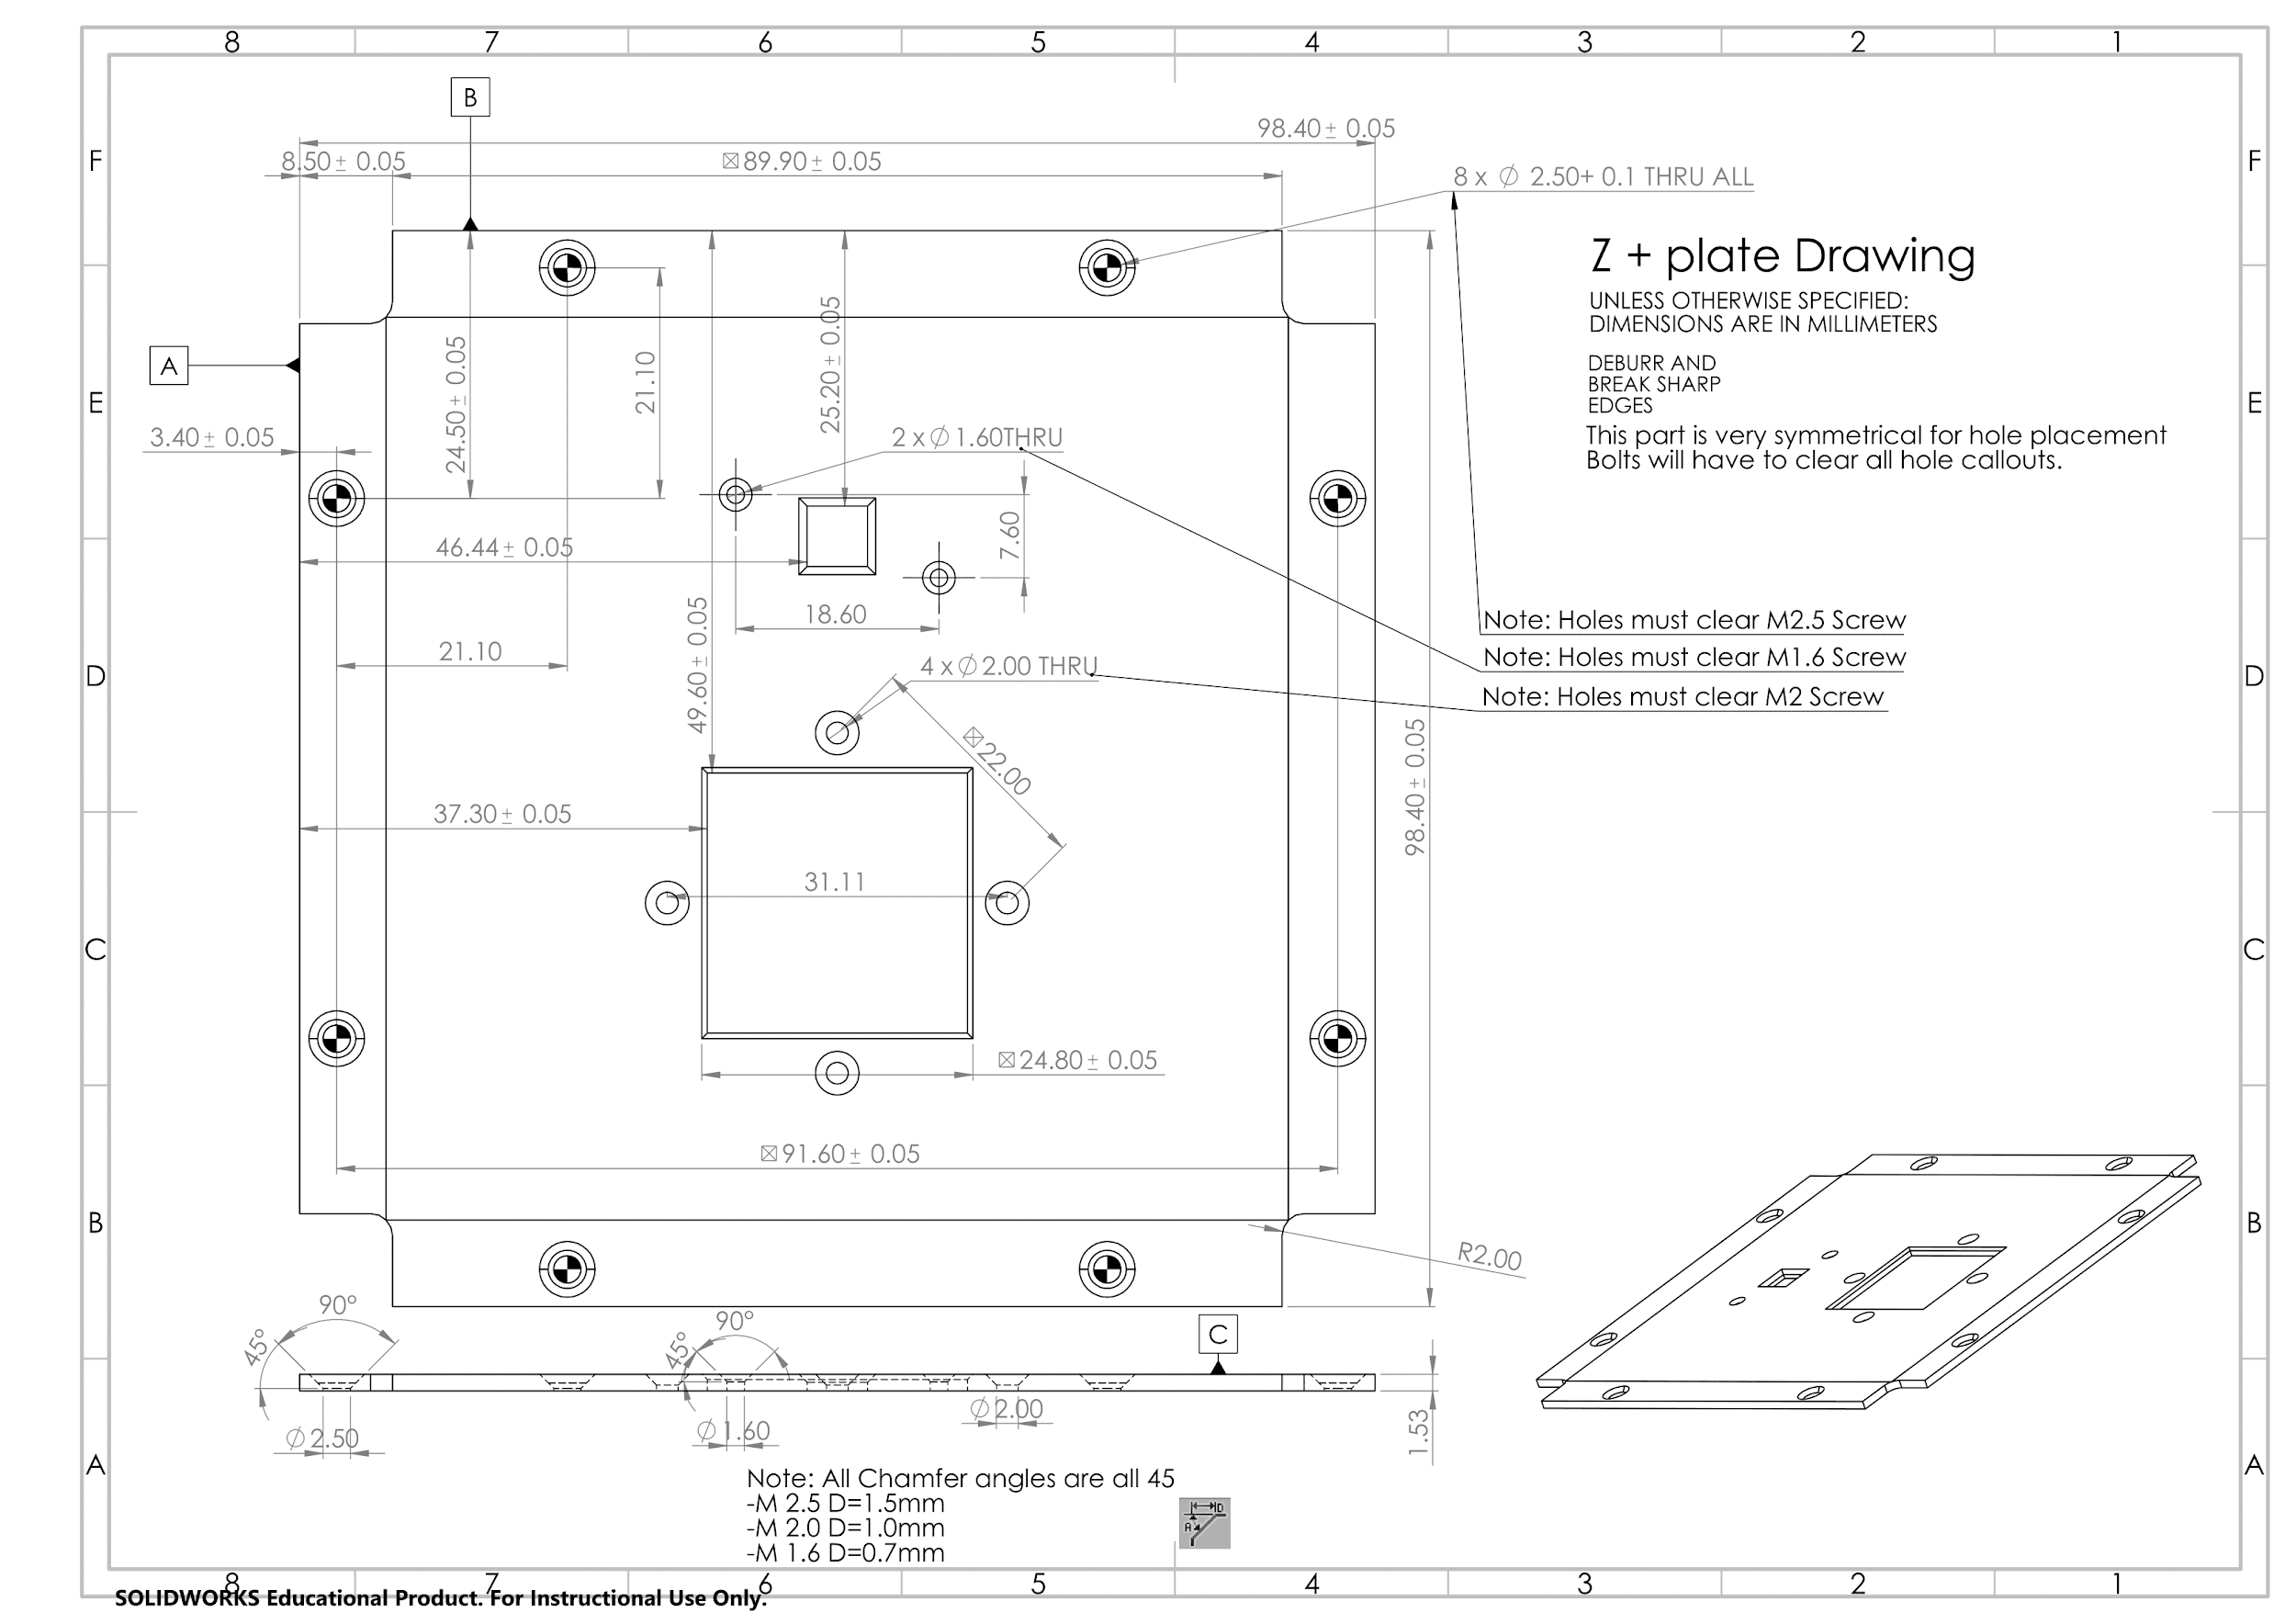 8 7 6 5 4 3 2 1
B
98.40± 0.05
F F
8.50± 0.05 89.90± 0.05
8 x ∅ 2.50+ 0.1 THRU ALL
Z + plate Drawing
UNLESS OTHERWISE SPECIFIED:
DIMENSIONS ARE IN MILLIMETERS
A
24.50± 0.05
21.10
25.20± 0.05
DEBURR AND
BREAK SHARP
EDGES
E E
This part is very symmetrical for hole placement
Bolts will have to clear all hole callouts.
3.40± 0.05
2 x∅ 1.60THRU
46.44± 0.05
7.60
18.60
Note: Holes must clear M2.5 Screw
21.10
49.60± 0.05
4 x∅2.00 THRU
Note: Holes must clear M1.6 Screw
D D
Note: Holes must clear M2 Screw
22.00
98.40± 0.05
37.30± 0.05
31.11
C C
24.80± 0.05
91.60± 0.05
B B
R2.00
90°
45°
90°
45°
C
∅2.50
∅1.60
∅2.00
1.53
A A
Note: All Chamfer angles are all 45
-M 2.5 D=1.5mm
-M 2.0 D=1.0mm
-M 1.6 D=0.7mm
D
A
8 7 6 5 4 3 2 1
SOLIDWORKS Educational Product. For Instructional Use Only.